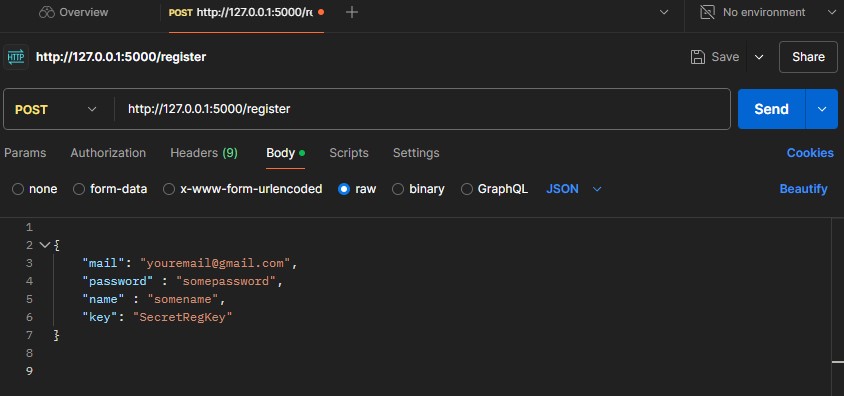 Overview POST http://127.0.0.1:5000/r No environment
HTTP http://127.0.0.1:5000/register Save Share
POST http://127.0.0.1:5000/register Send
Params Authorization Headers (9) Body Scripts Settings Cookies
none form-data x-www-form-urlencoded raw binary GraphQL JSON Beautify
1
2 {
3 "mail": "youremail@gmail.com",
4 "password" : "somepassword",
5 "name" : "somename",
6 "key": "SecretRegKey"
7 }
8
9